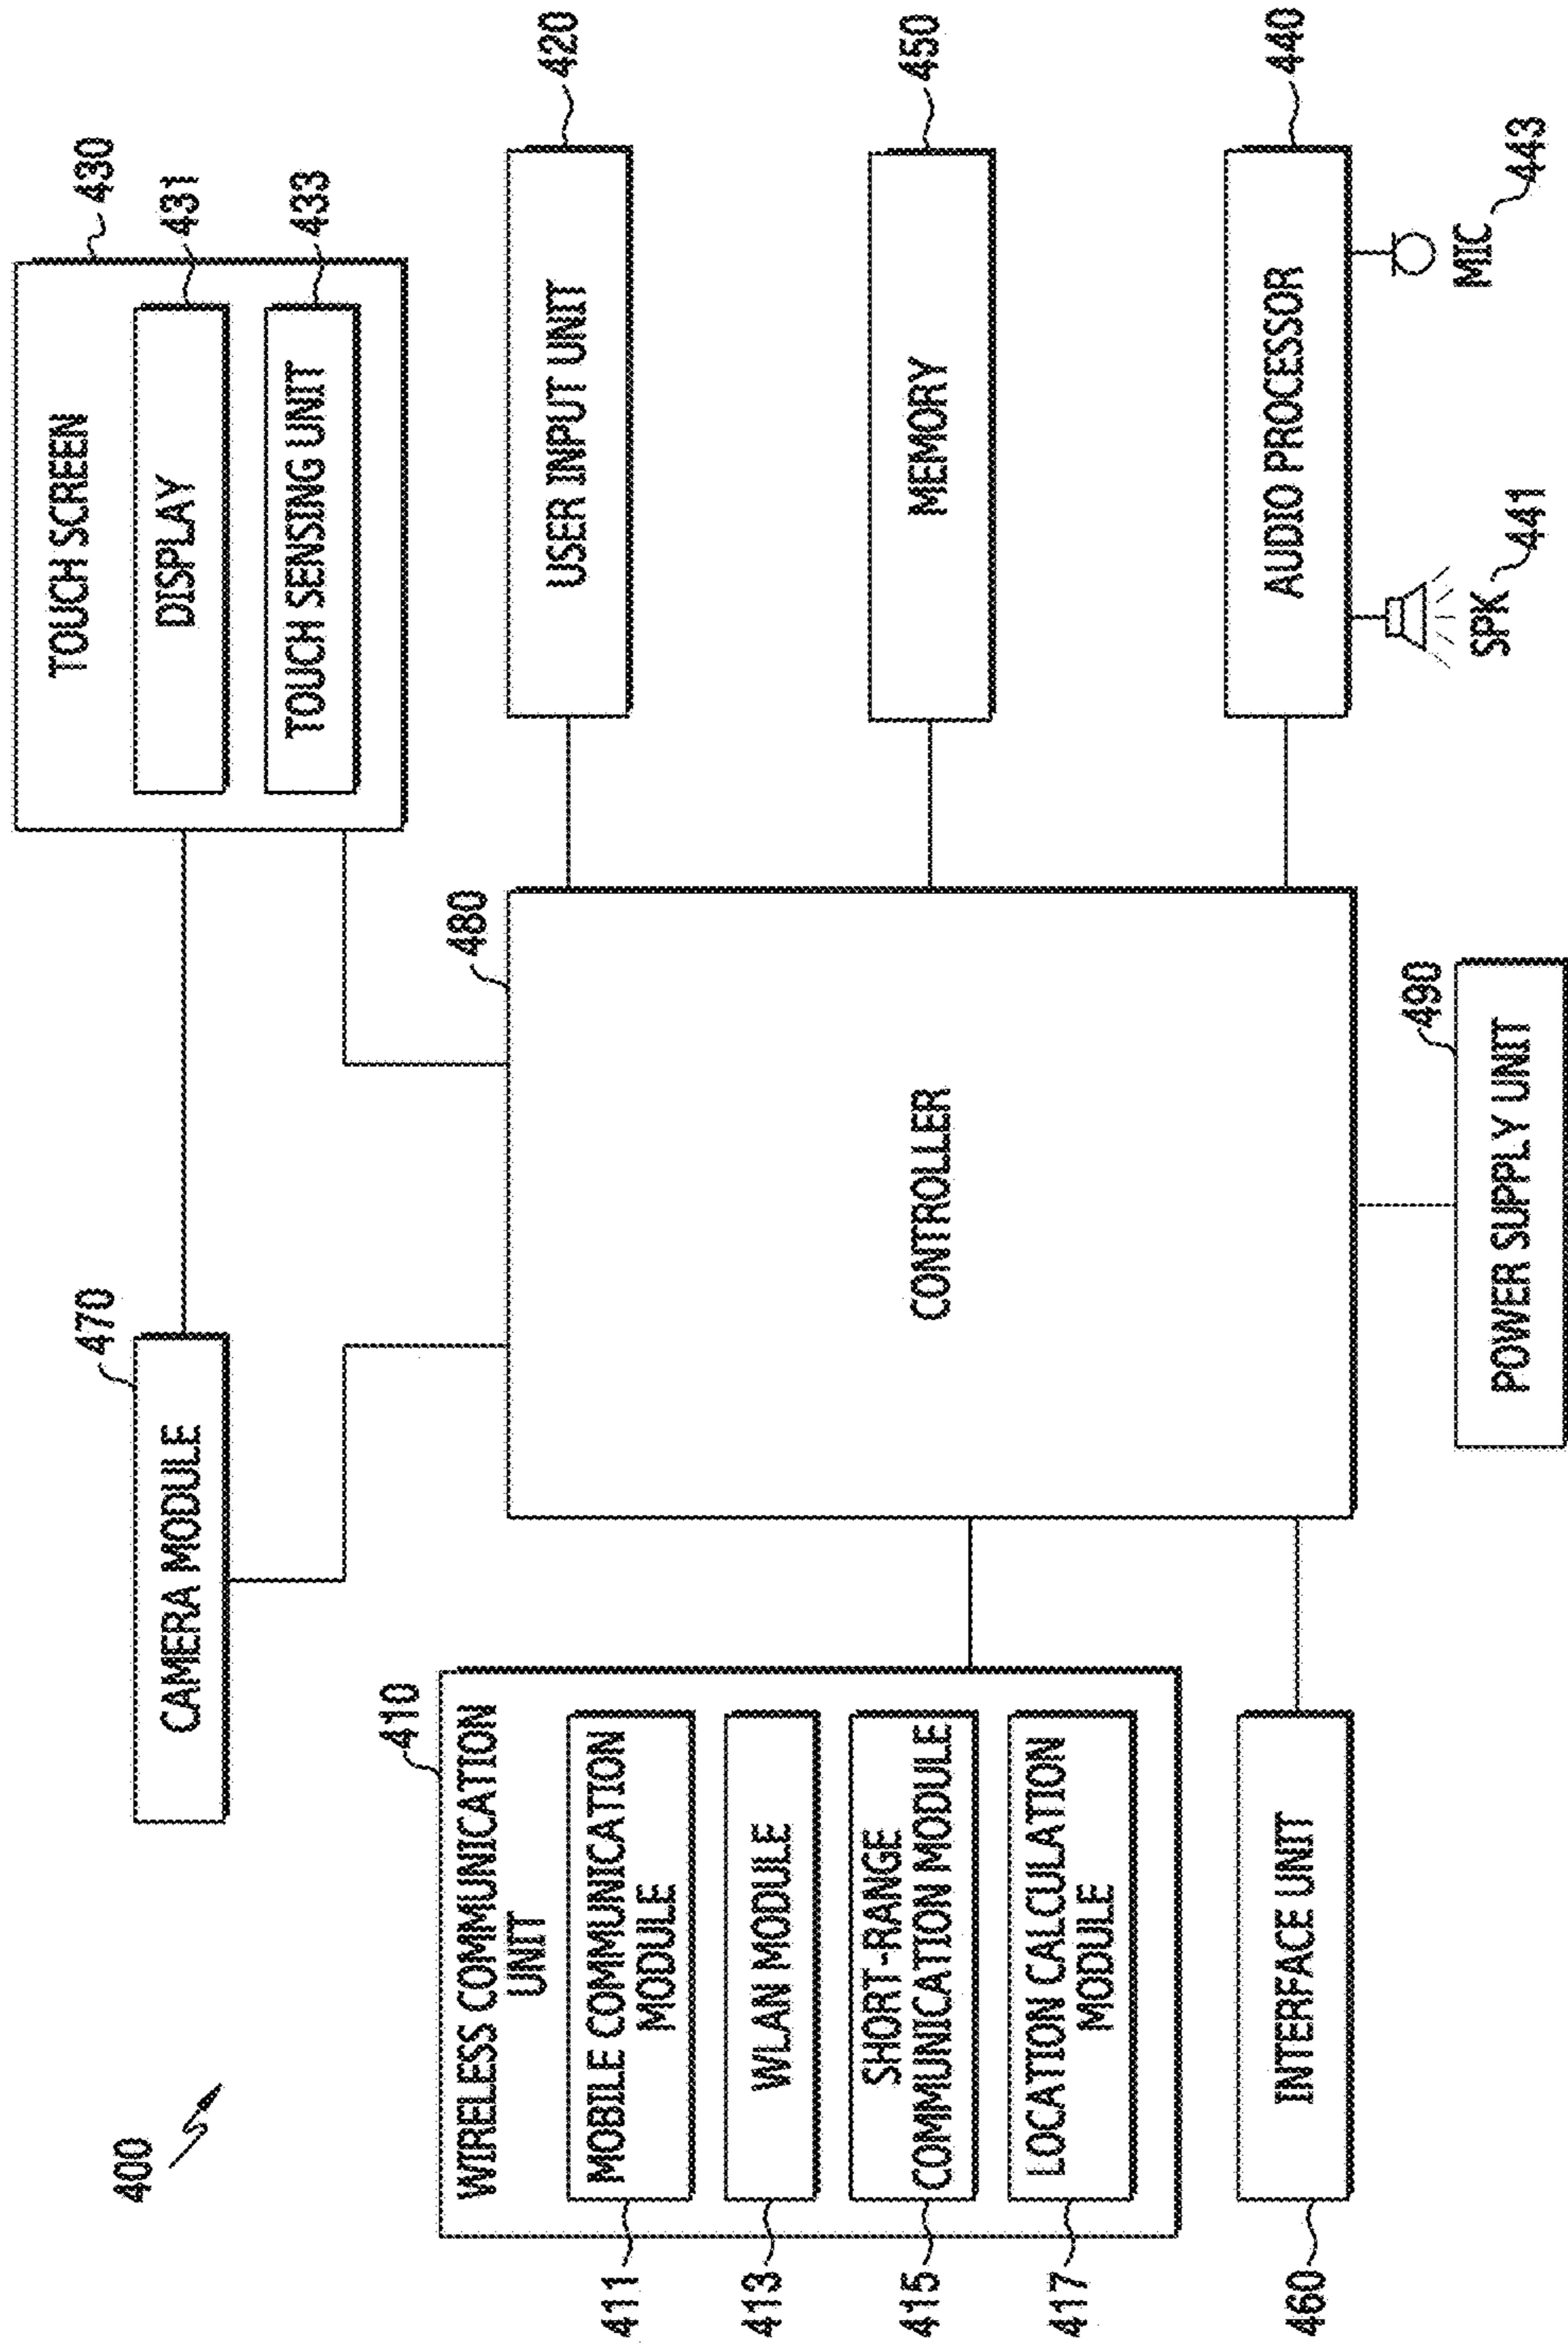 400
470
CAMERA MODULE
430
TOUCH SCREEN
DISPLAY
431
TOUCH SENSING UNIT
433
410
WIRELESS COMMUNICATION
UNIT
411
MOBILE COMMUNICATION
MODULE
413
WLAN MODULE
415
SHORT-RANGE
COMMUNICATION MODULE
417
LOCATION CALCULATION
MODULE
460
INTERFACE UNIT
480
CONTROLLER
490
POWER SUPPLY UNIT
USER INPUT UNIT
420
MEMORY
450
AUDIO PROCESSOR
440
SPK
441
MIC
443